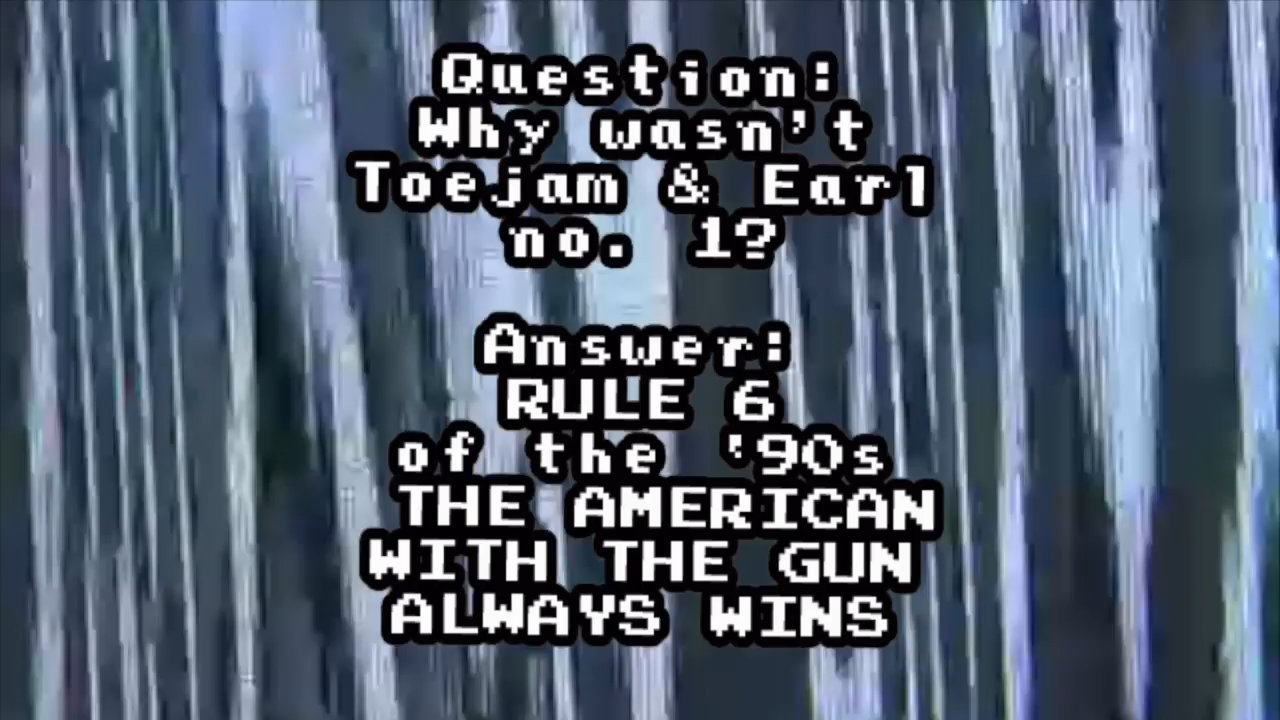 Question:
Why wasn't
Toejam & Earl
no. 1?
Answer:
RULE 6
of the '90s
THE AMERICAN
WITH THE GUN
ALWAYS WINS